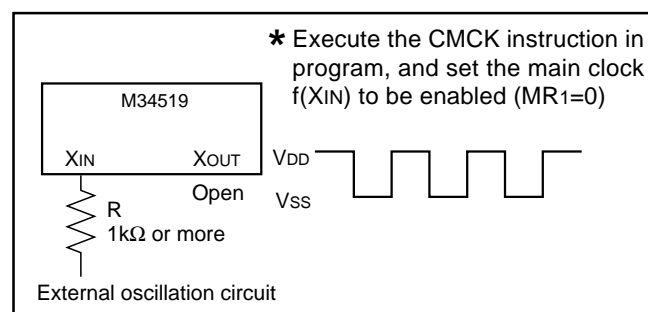 * Execute the CMCK instruction in
program, and set the main clock
f(XIN) to be enabled (MR1=0)
M34519
XIN
XOUT
VDD
Open
VSS
R
1kΩ or more
External oscillation circuit